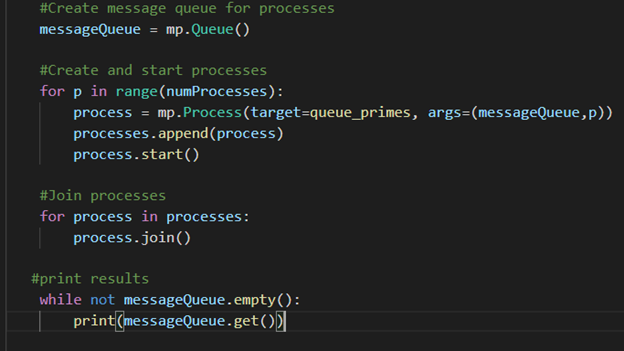 #Create message queue for processes
messageQueue = mp.Queue()
#Create and start processes
for p in range(numProcesses):
process = mp.Process(target=queue_primes, args=(messageQueue,p))
processes.append(process)
process.start()
#Join processes
for process in processes:
process.join()
#print results
while not messageQueue.empty():
print(messageQueue.get())